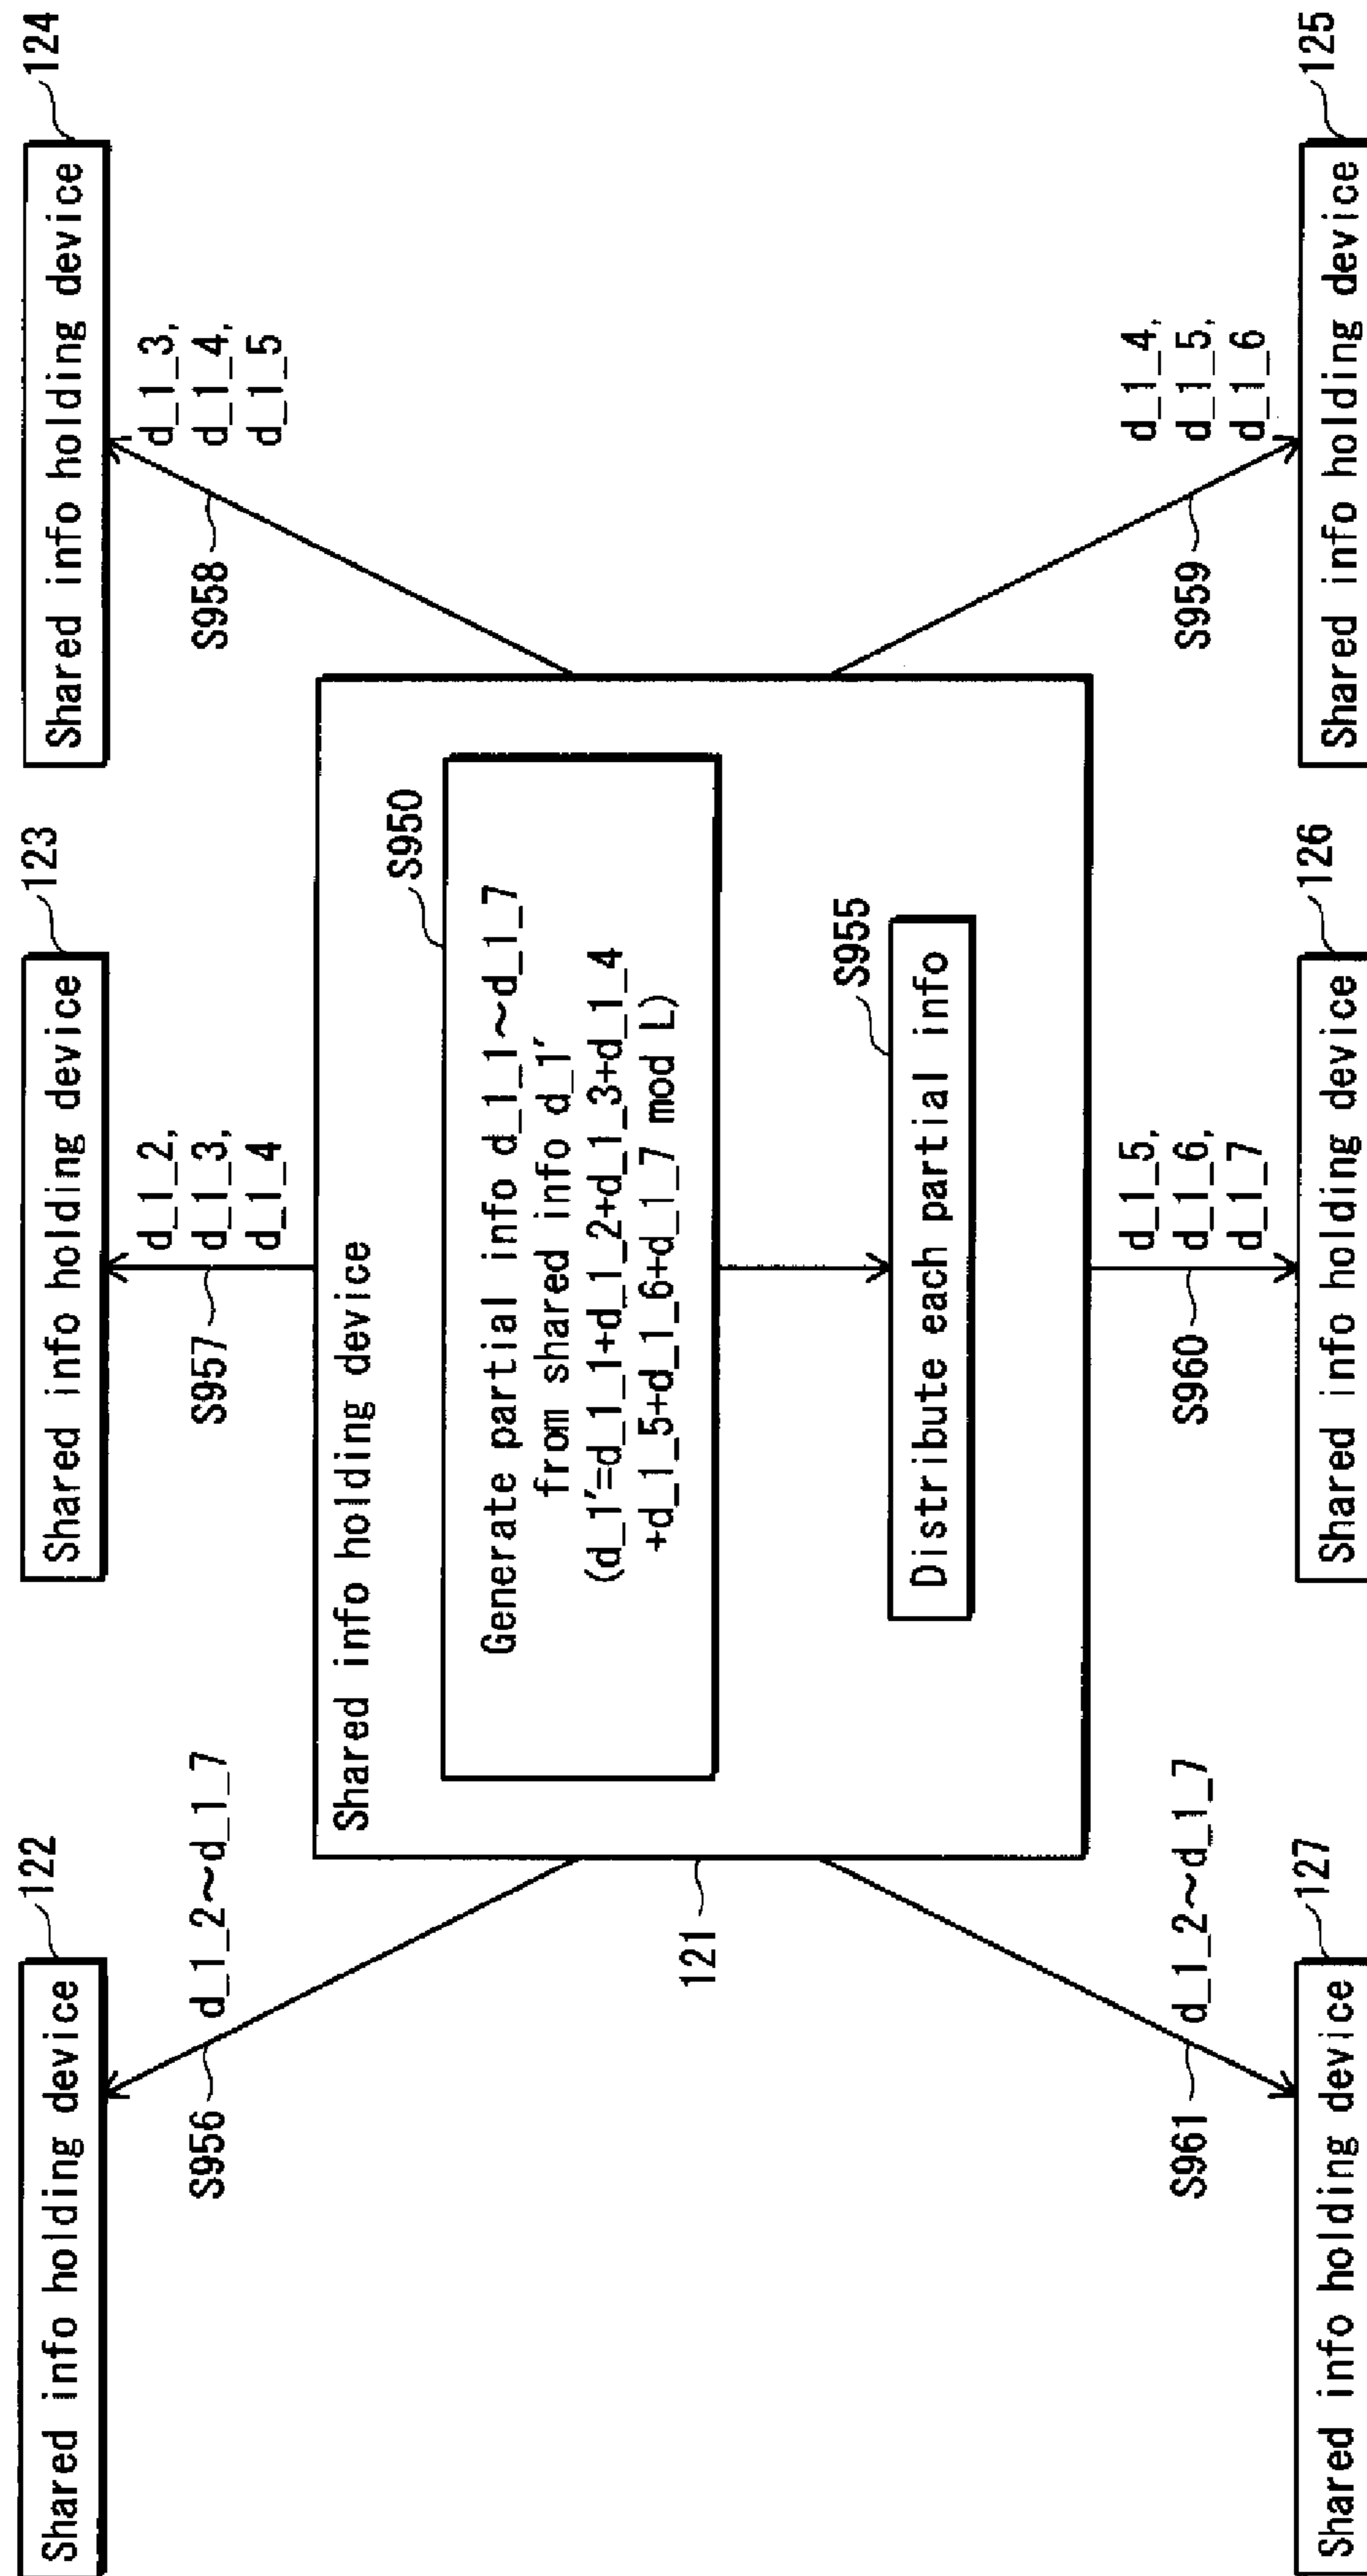 122
Shared info holding device
S956
d_1_2~d_1_7
123
Shared info holding device
S957
d_1_2,
d_1_3,
d_1_4
124
Shared info holding device
S958
d_1_3,
d_1_4,
d_1_5
121
Shared info holding device
S950
Generate partial info d_1_1~d_1_7
from shared info d_1'
(d_1'=d_1_1+d_1_2+d_1_3+d_1_4
+d_1_5+d_1_6+d_1_7 mod L)
S955
Distribute each partial info
S961
d_1_2~d_1_7
127
Shared info holding device
S960
d_1_5,
d_1_6,
d_1_7
126
Shared info holding device
S959
d_1_4,
d_1_5,
d_1_6
125
Shared info holding device